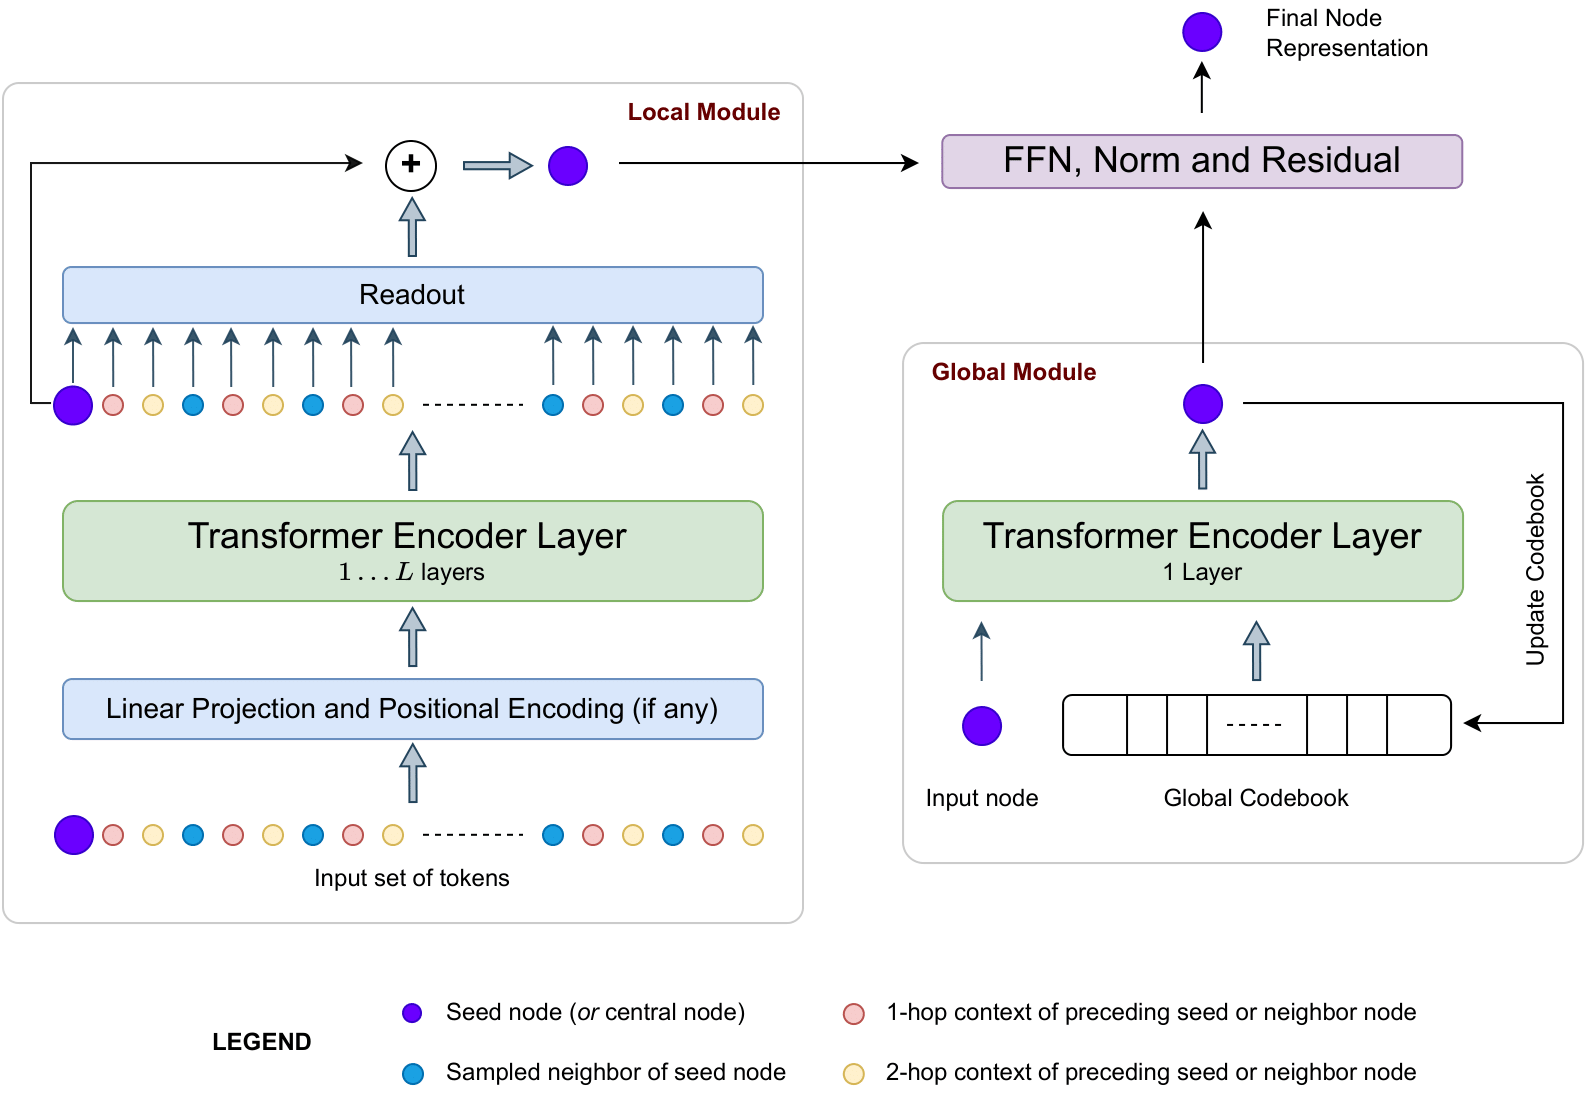 Final Node
Representation
Local Module
+
FFN, Norm and Residual
Readout
Global Module
Transformer Encoder Layer
1 … L layers
Transformer Encoder Layer
1 Layer
Update Codebook
Linear Projection and Positional Encoding (if any)
Input node
Global Codebook
Input set of tokens
LEGEND
Seed node (or central node)
1-hop context of preceding seed or neighbor node
Sampled neighbor of seed node
2-hop context of preceding seed or neighbor node